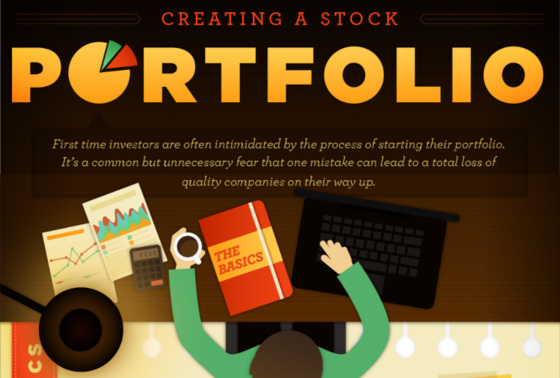 CREATING A STOCK
PORTFOLIO
First time investors are often intimidated by the process of starting their portfolio.
It's a common but unnecessary fear that one mistake can lead to a total loss of
quality companies on their way up.
THE
BASICS
CS